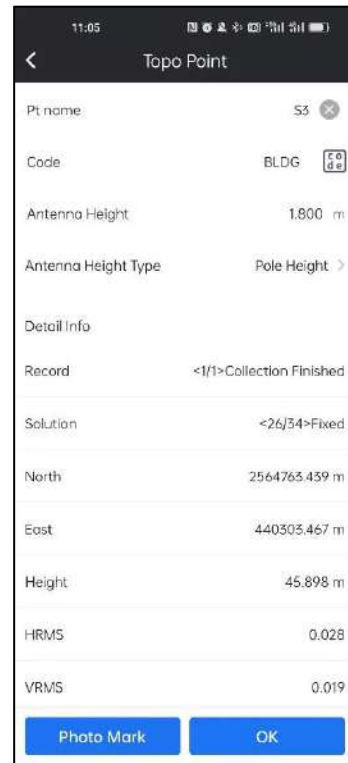 11:05
Topo Point
Pt name S3
Code BLDG code
Antenna Height 1.800 m
Antenna Height Type Pole Height >
Detail Info
Record <1/1>Collection Finished
Solution <26/34>Fixed
North 2564763.439 m
East 440303.467 m
Height 45.898 m
HRMS 0.028
VRMS 0.019
Photo Mark OK